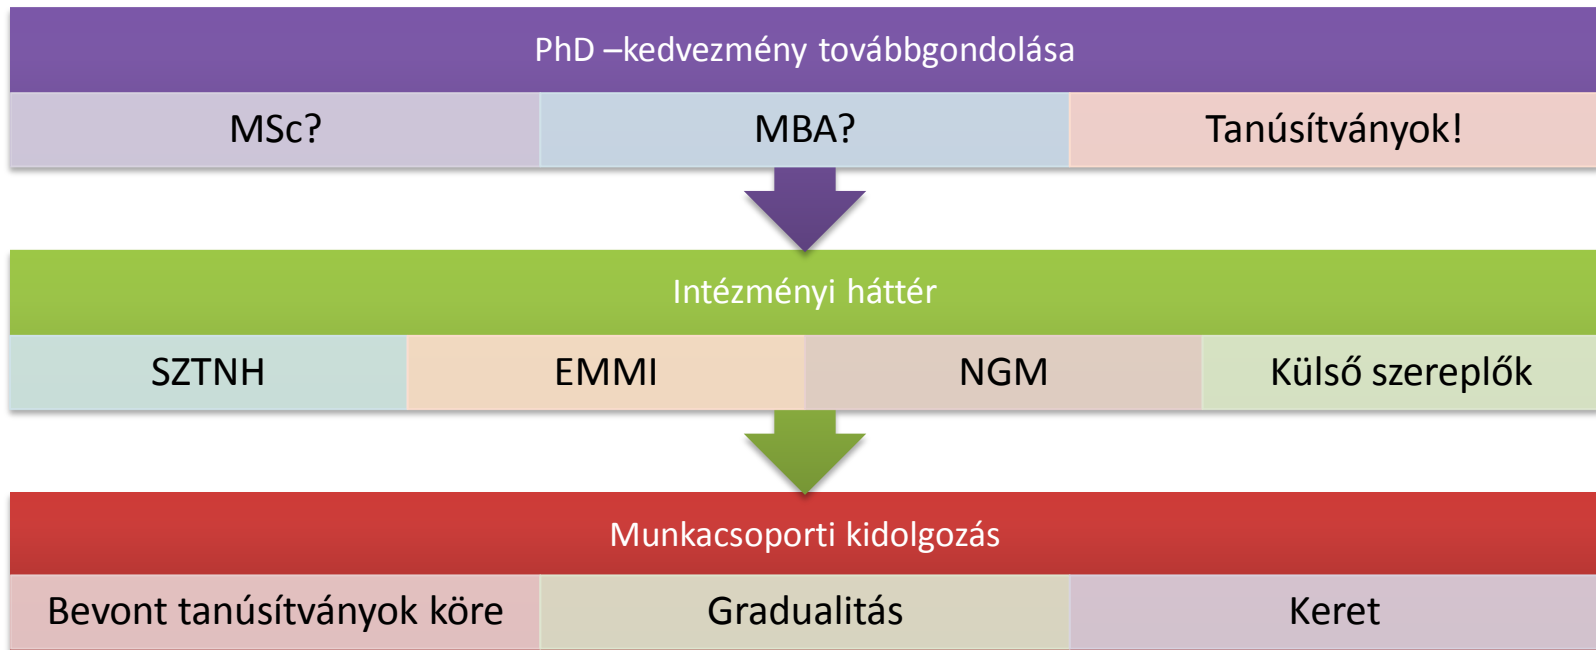 PhD –kedvezmény továbbgondolása
MSc?
MBA?
Tanúsítványok!
Intézményi háttér
SZTNH
EMMI
NGM
Külső szereplők
Munkacsoporti kidolgozás
Bevont tanúsítványok köre
Gradualitás
Keret